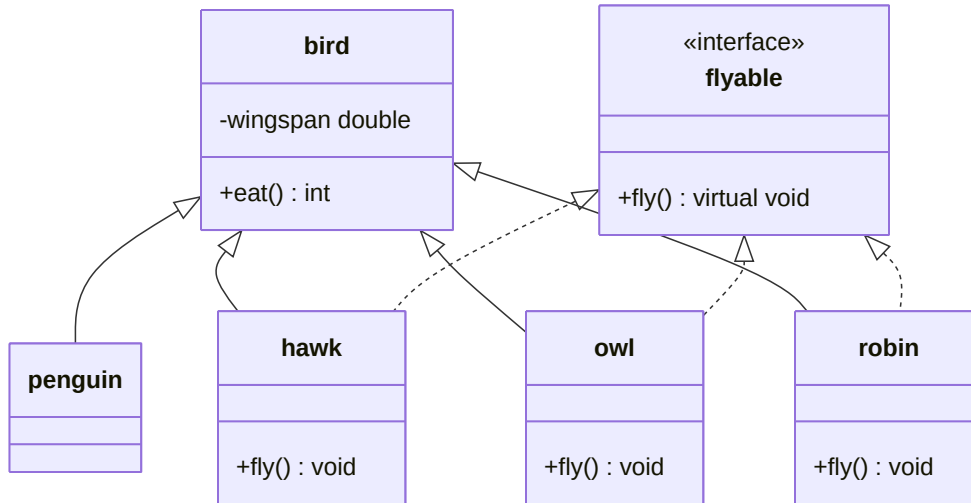 bird
-wingspan double
+eat() : int
«interface»
flyable
+fly() : virtual void
penguin
hawk
+fly() : void
owl
+fly() : void
robin
+fly() : void